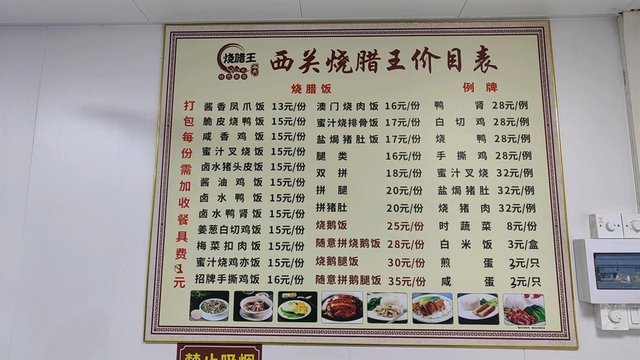 烧腊王
西关烧腊王价目表
烧腊饭
例牌
打包每份需加收餐具费1元
酱香凤爪饭 13元/份
脆皮烧鸭饭 15元/份
咸香鸡饭 15元/份
蜜汁叉烧饭 15元/份
卤水猪头皮饭 15元/份
酱油鸡饭 15元/份
卤水鸭饭 15元/份
卤水鸭肾饭 15元/份
姜葱白切鸡饭 15元/份
梅菜扣肉饭 15元/份
蜜汁烧鸡亦饭 15元/份
招牌手撕鸡饭 16元/份
澳门烧肉饭 16元/份
蜜汁烧排骨饭 17元/份
盐焗猪肚饭 17元/份
腿类 16元/份
双拼 18元/份
拼腿 20元/份
拼猪肚 20元/份
烧鹅饭 25元/份
随意拼烧鹅饭 28元/份
烧鹅腿饭 30元/份
随意拼鹅腿饭 35元/份
鸭肾 28元/例
白切鸡 28元/例
烧鸭 28元/例
手撕鸡 28元/例
蜜汁叉烧 32元/例
盐焗猪肚 32元/例
烧猪肉 32元/例
时蔬菜 8元/份
白米饭 3元/盒
煎蛋 2元/只
咸蛋 2元/只
禁止吸烟